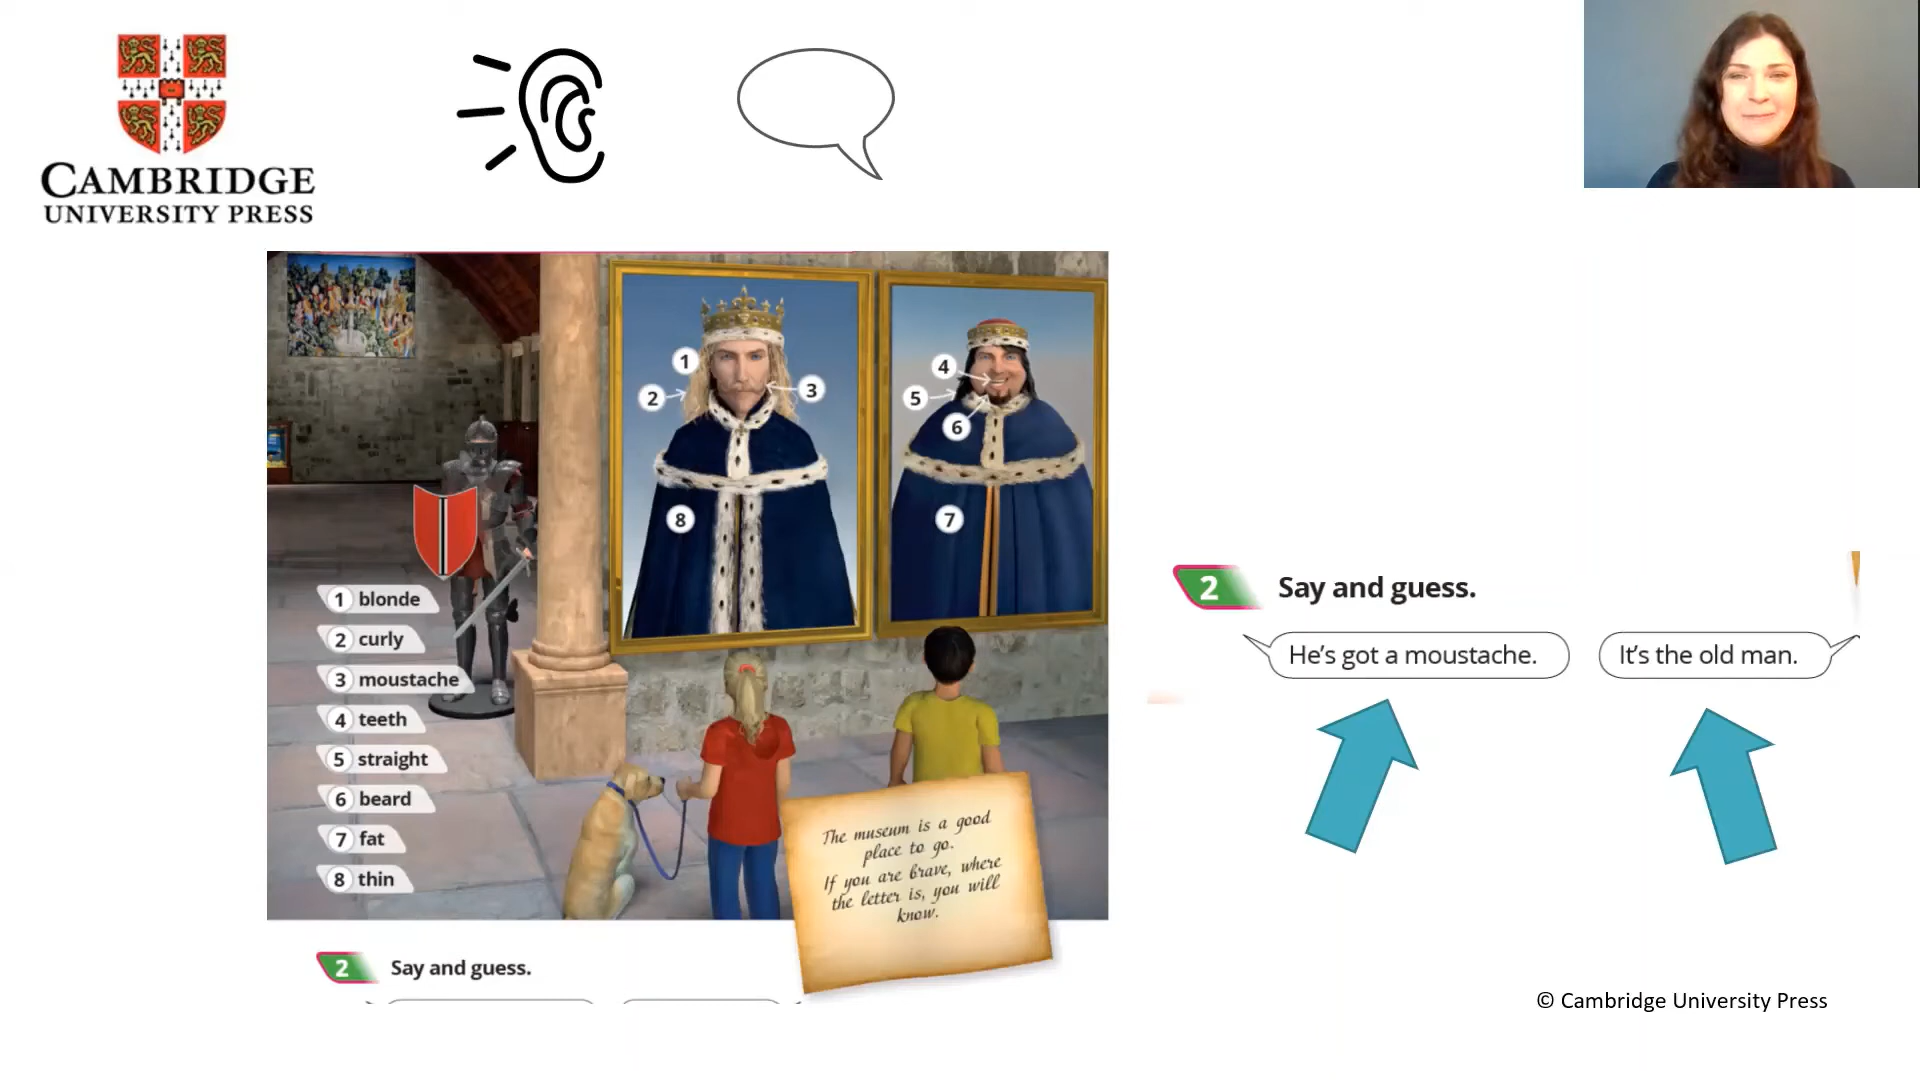 CAMBRIDGE
UNIVERSITY PRESS
1
2
3
8
4
5
6
7
1 blonde
2 curly
3 moustache
4 teeth
5 straight
6 beard
7 fat
8 thin
The museum is a good
place to go.
If you are brave, where
the letter is, you will
know.
2 Say and guess.
2 Say and guess.
He's got a moustache.
It's the old man.
© Cambridge University Press